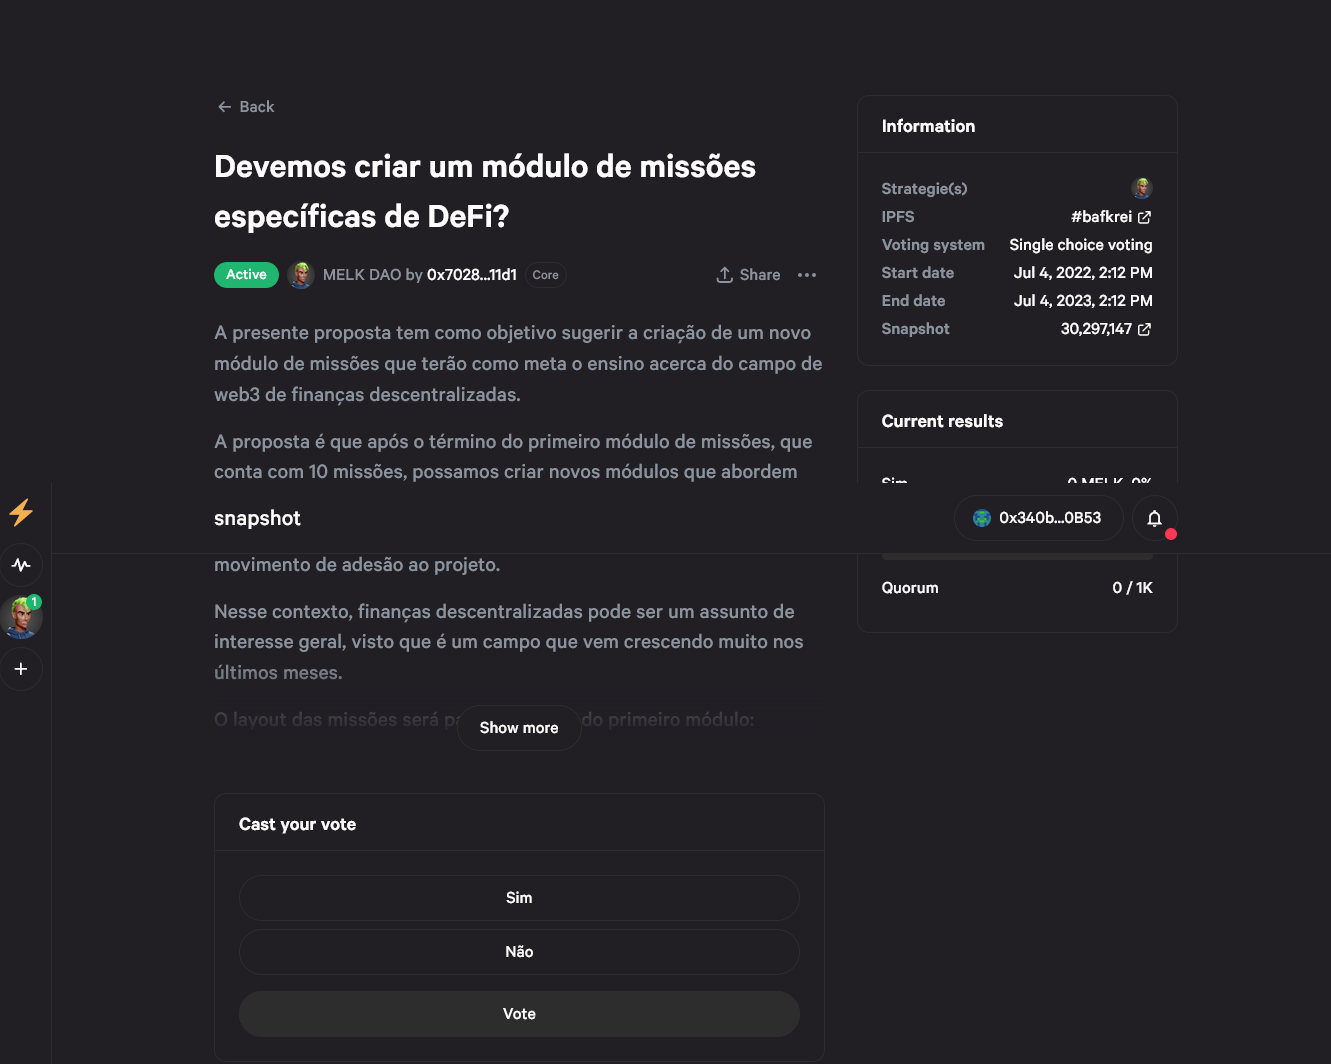 Back
Devemos criar um módulo de missões
específicas de DeFi?
Active MELK DAO by 0x7028...11d1 Core Share
A presente proposta tem como objetivo sugerir a criação de um novo
módulo de missões que terão como meta o ensino acerca do campo de
web3 de finanças descentralizadas.
A proposta é que após o término do primeiro módulo de missões, que
conta com 10 missões, possamos criar novos módulos que abordem
snapshot
0x340b...0B53
movimento de adesão ao projeto.
1
Nesse contexto, finanças descentralizadas pode ser um assunto de
interesse geral, visto que é um campo que vem crescendo muito nos
últimos meses.
O layout das missões será do primeiro módulo:
Show more
Cast your vote
Sim
Não
Vote
Information
Strategie(s)
IPFS #bafkrei
Voting system Single choice voting
Start date Jul 4, 2022, 2:12 PM
End date Jul 4, 2023, 2:12 PM
Snapshot 30,297,147
Current results
Sim 0 MELK 0%
Quorum 0 / 1K